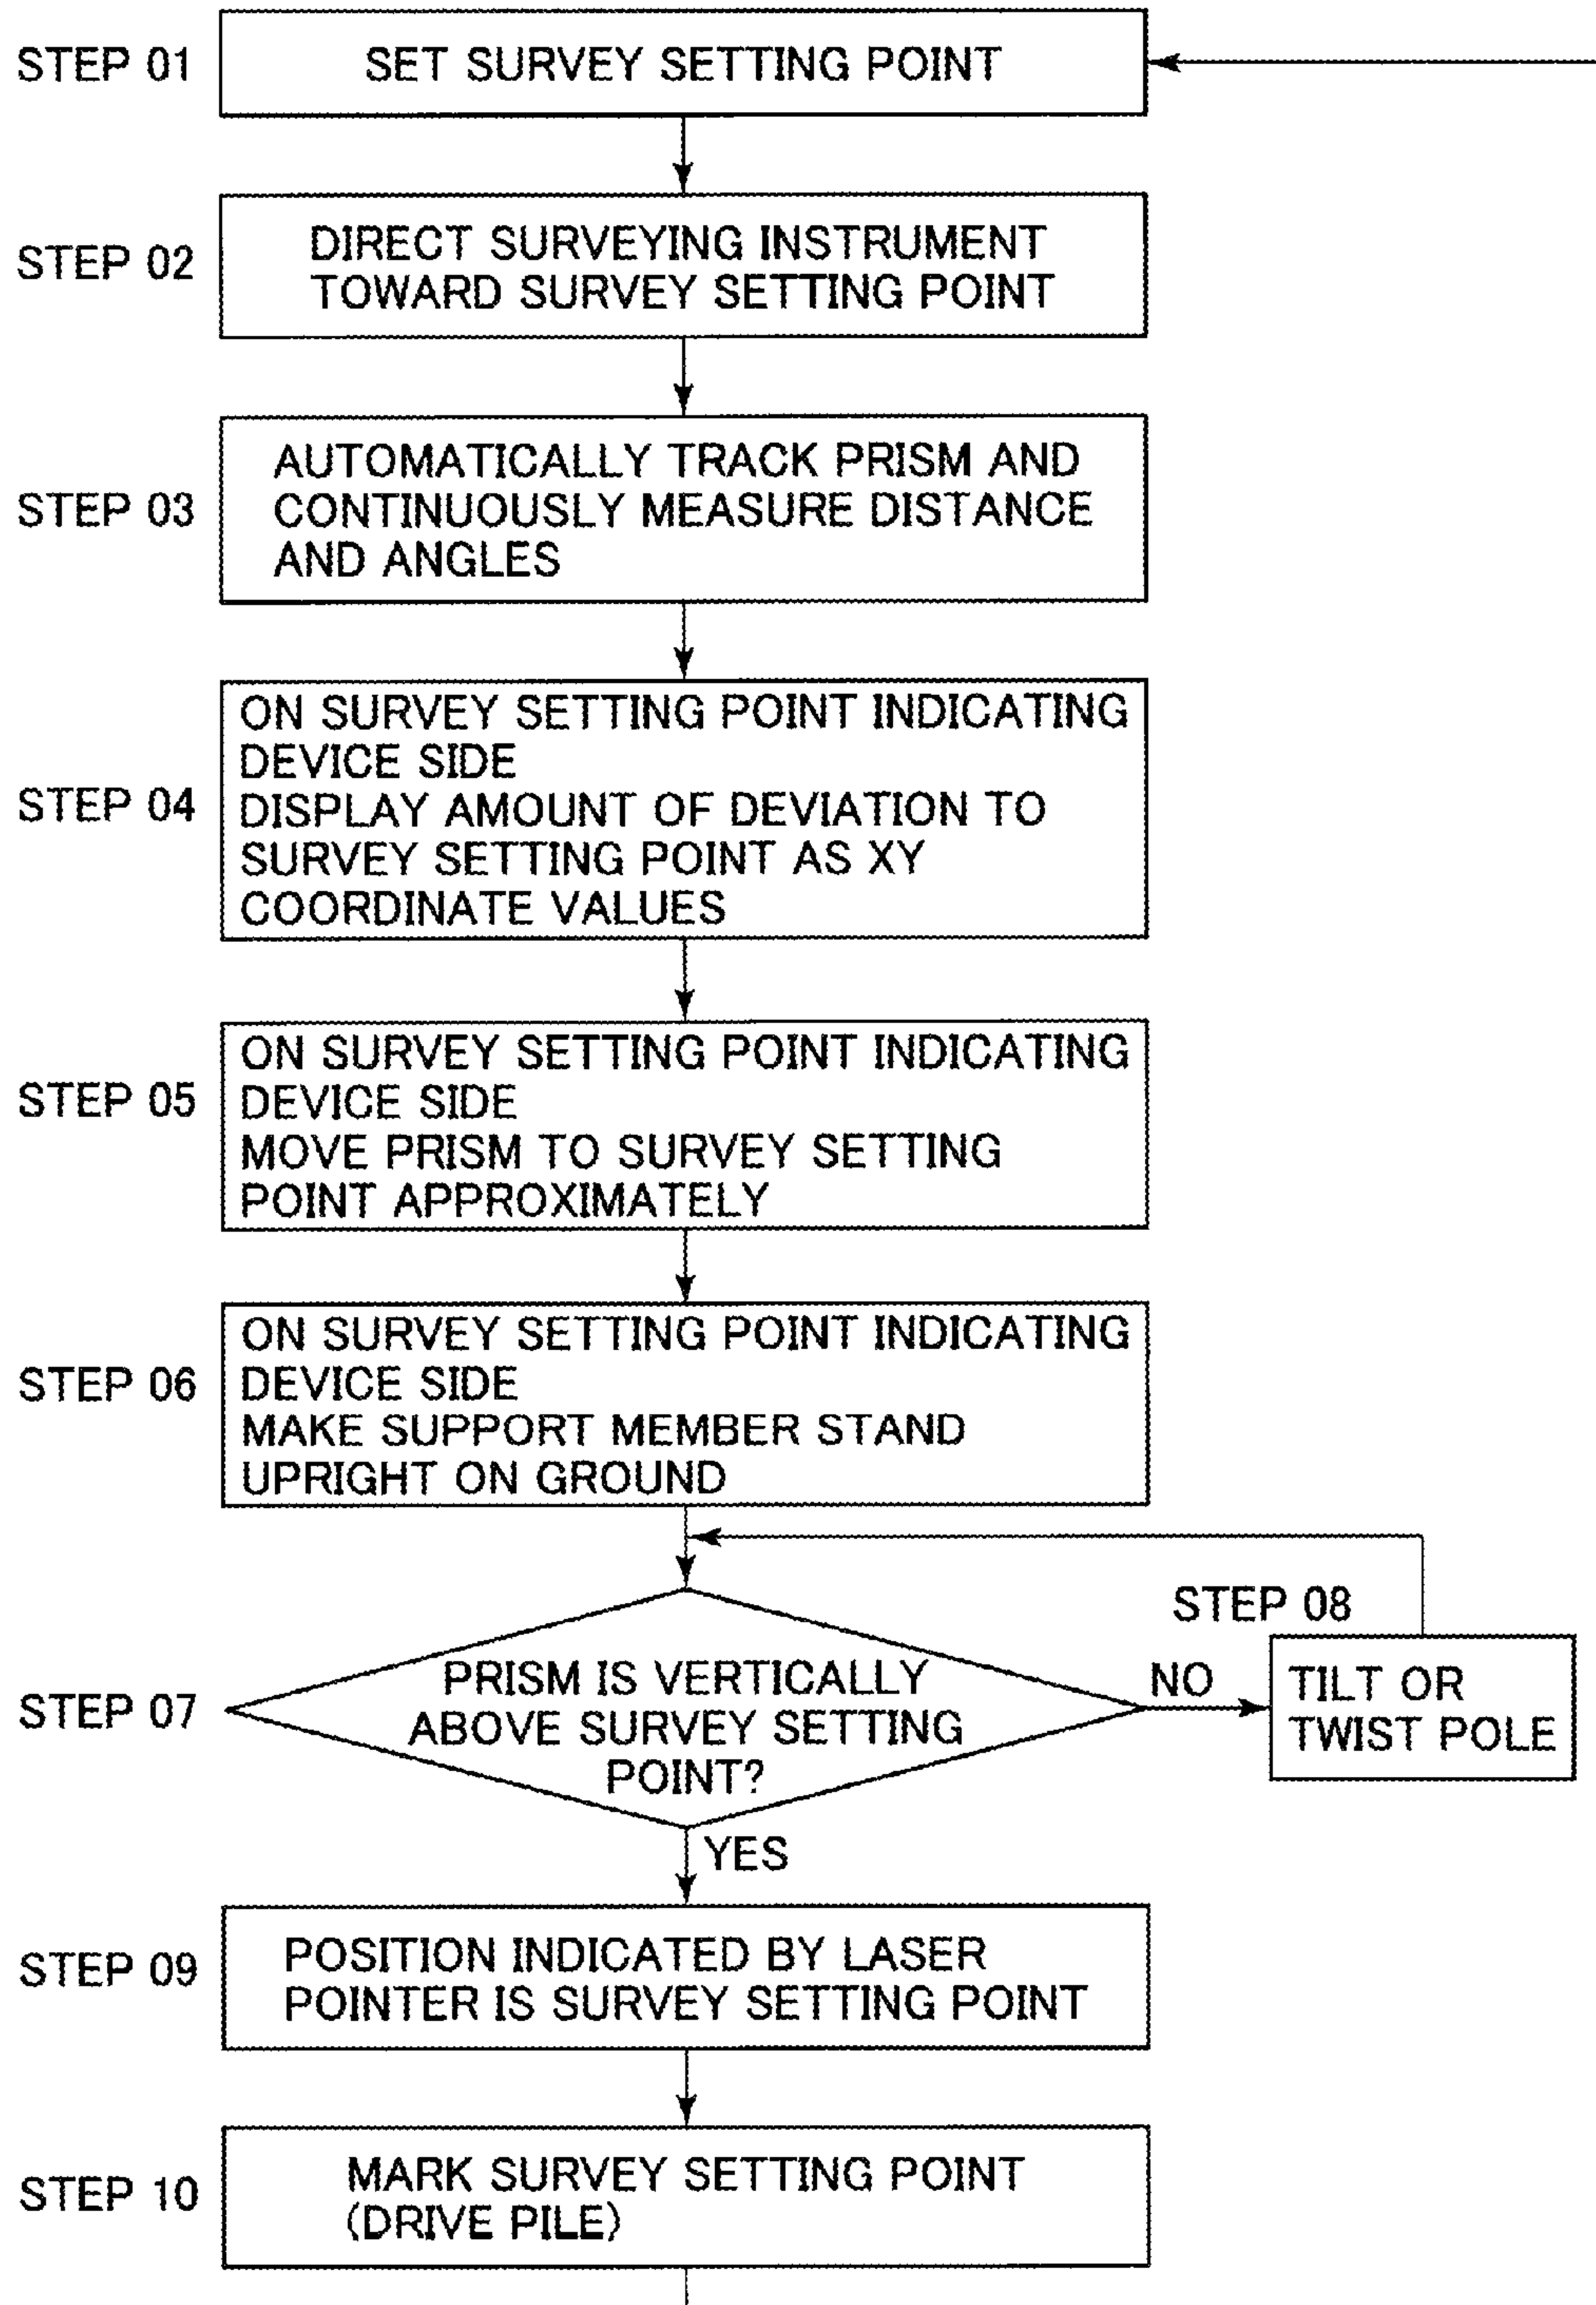 STEP 01
SET SURVEY SETTING POINT
STEP 02
DIRECT SURVEYING INSTRUMENT
TOWARD SURVEY SETTING POINT
STEP 03
AUTOMATICALLY TRACK PRISM AND
CONTINUOUSLY MEASURE DISTANCE
AND ANGLES
STEP 04
ON SURVEY SETTING POINT INDICATING
DEVICE SIDE
DISPLAY AMOUNT OF DEVIATION TO
SURVEY SETTING POINT AS XY
COORDINATE VALUES
STEP 05
ON SURVEY SETTING POINT INDICATING
DEVICE SIDE
MOVE PRISM TO SURVEY SETTING
POINT APPROXIMATELY
STEP 06
ON SURVEY SETTING POINT INDICATING
DEVICE SIDE
MAKE SUPPORT MEMBER STAND
UPRIGHT ON GROUND
STEP 07
PRISM IS VERTICALLY
ABOVE SURVEY SETTING
POINT?
NO
STEP 08
TILT OR
TWIST POLE
YES
STEP 09
POSITION INDICATED BY LASER
POINTER IS SURVEY SETTING POINT
STEP 10
MARK SURVEY SETTING POINT
(DRIVE PILE)